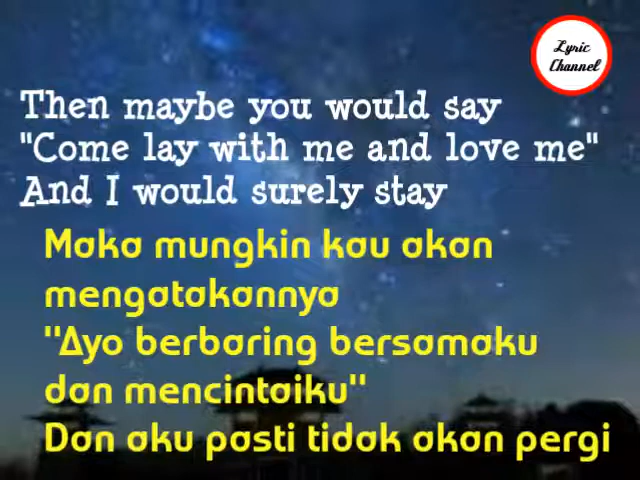 Lyric
Channel
Then maybe you would say
"Come lay with me and love me"
And I would surely stay
Maka mungkin kau akan
mengatakannya
"Ayo berbaring bersamaku
dan mencintaiku"
Dan aku pasti tidak akan pergi